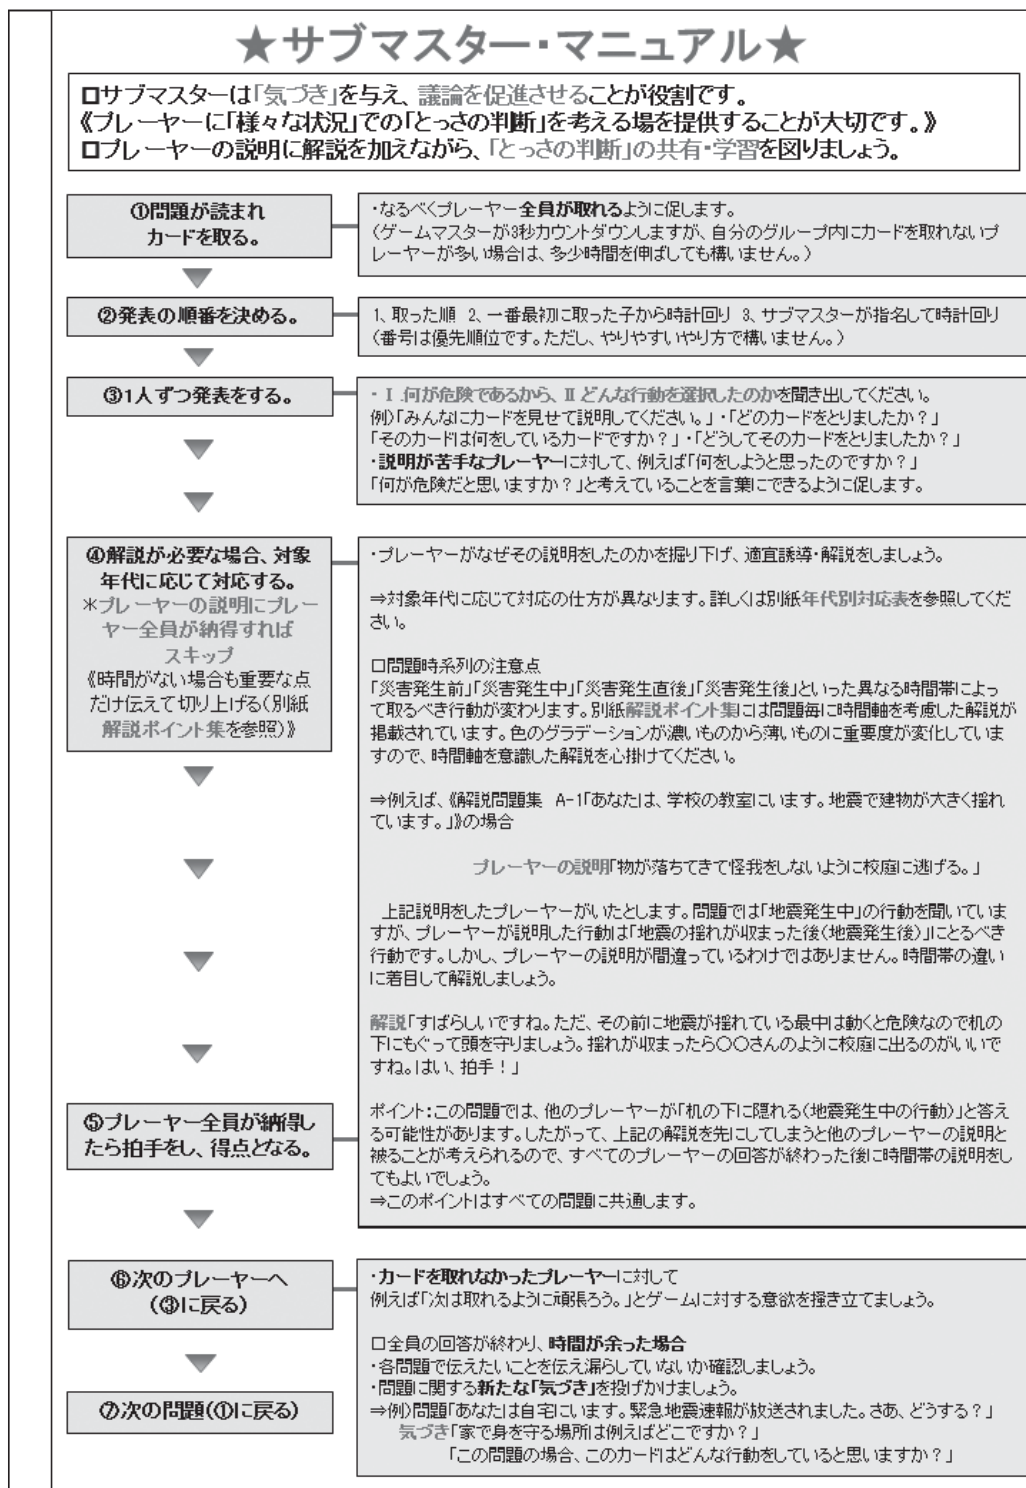 ★サブマスター・マニュアル★
□サブマスターは「気づき」を与え、議論を促進させることが役割です。
《プレーヤーに「様々な状況」での「とっさの判断」を考える場を提供することが大切です。》
□プレーヤーの説明に解説を加えながら、「とっさの判断」の共有・学習を図りましょう。
①問題が読まれ
カードを取る。
・なるべくプレーヤー全員が取れるように促します。
（ゲームマスターが3秒カウントダウンしますが、自分のグループ内にカードを取れないプ
レーヤーが多い場合は、多少時間を伸ばしても構いません。）
②発表の順番を決める。
1、取った順 2、一番最初に取った子から時計回り 3、サブマスターが指名して時計回り
（番号は優先順位です。ただし、やりやすいやり方で構いません。）
③1人ずつ発表をする。
・Ⅰ.何が危険であるから、Ⅱどんな行動を選択したのかを聞き出してください。
例）「みんなにカードを見せて説明してください。」・「どのカードをとりましたか？」
「そのカードは何をしているカードですか？」・「どうしてそのカードをとりましたか？」
・説明が苦手なプレーヤーに対して、例えば「何をしようと思ったのですか？」
「何が危険だと思いますか？」と考えていることを言葉にできるように促します。
④解説が必要な場合、対象
年代に応じて対応する。
＊プレーヤーの説明にプレー
ヤー全員が納得すれば
スキップ
《時間がない場合も重要な点
だけ伝えて切り上げる（別紙
解説ポイント集を参照）》
・プレーヤーがなぜその説明をしたのかを掘り下げ、適宜誘導・解説をしましょう。
⇒対象年代に応じて対応の仕方が異なります。詳しくは別紙年代別対応表を参照してくだ
さい。
□問題時系列の注意点
「災害発生前」「災害発生中」「災害発生直後」「災害発生後」といった異なる時間帯によっ
て取るべき行動が変わります。別紙解説ポイント集には問題毎に時間軸を考慮した解説が
掲載されています。色のグラデーションが濃いものから薄いものに重要度が変化していま
すので、時間軸を意識した解説を心掛けてください。
⇒例えば、《解説問題集 A-1「あなたは、学校の教室にいます。地震で建物が大きく揺れ
ています。」》の場合
プレーヤーの説明「物が落ちてきて怪我をしないように校庭に逃げる。」
上記説明をしたプレーヤーがいたとします。問題では「地震発生中」の行動を聞いていま
すが、プレーヤーが説明した行動は「地震の揺れが収まった後（地震発生後）」にとるべき
行動です。しかし、プレーヤーの説明が間違っているわけではありません。時間帯の違い
に着目して解説しましょう。
解説「すばらしいですね。ただ、その前に地震が揺れている最中は動くと危険なので机の
下にもぐって頭を守りましょう。揺れが収まったら〇〇さんのように校庭に出るのがいいで
すね。はい、拍手！」
⑤プレーヤー全員が納得し
たら拍手をし、得点となる。
ポイント：この問題では、他のプレーヤーが「机の下に隠れる（地震発生中の行動）」と答え
る可能性があります。したがって、上記の解説を先にしてしまうと他のプレーヤーの説明と
被ることが考えられるので、すべてのプレーヤーの回答が終わった後に時間帯の説明をし
てもよいでしょう。
⇒このポイントはすべての問題に共通します。
⑥次のプレーヤーへ
（③に戻る）
・カードを取れなかったプレーヤーに対して
例えば「次は取れるように頑張ろう。」とゲームに対する意欲を掻き立てましょう。
□全員の回答が終わり、時間が余った場合
・各問題で伝えたいことを伝え漏らしていないか確認しましょう。
・問題に関する新たな「気づき」を投げかけましょう。
⇒例）問題「あなたは自宅にいます。緊急地震速報が放送されました。さあ、どうする？」
気づき「家で身を守る場所は例えばどこですか？」
「この問題の場合、このカードはどんな行動をしていると思いますか？」
⑦次の問題（①に戻る）